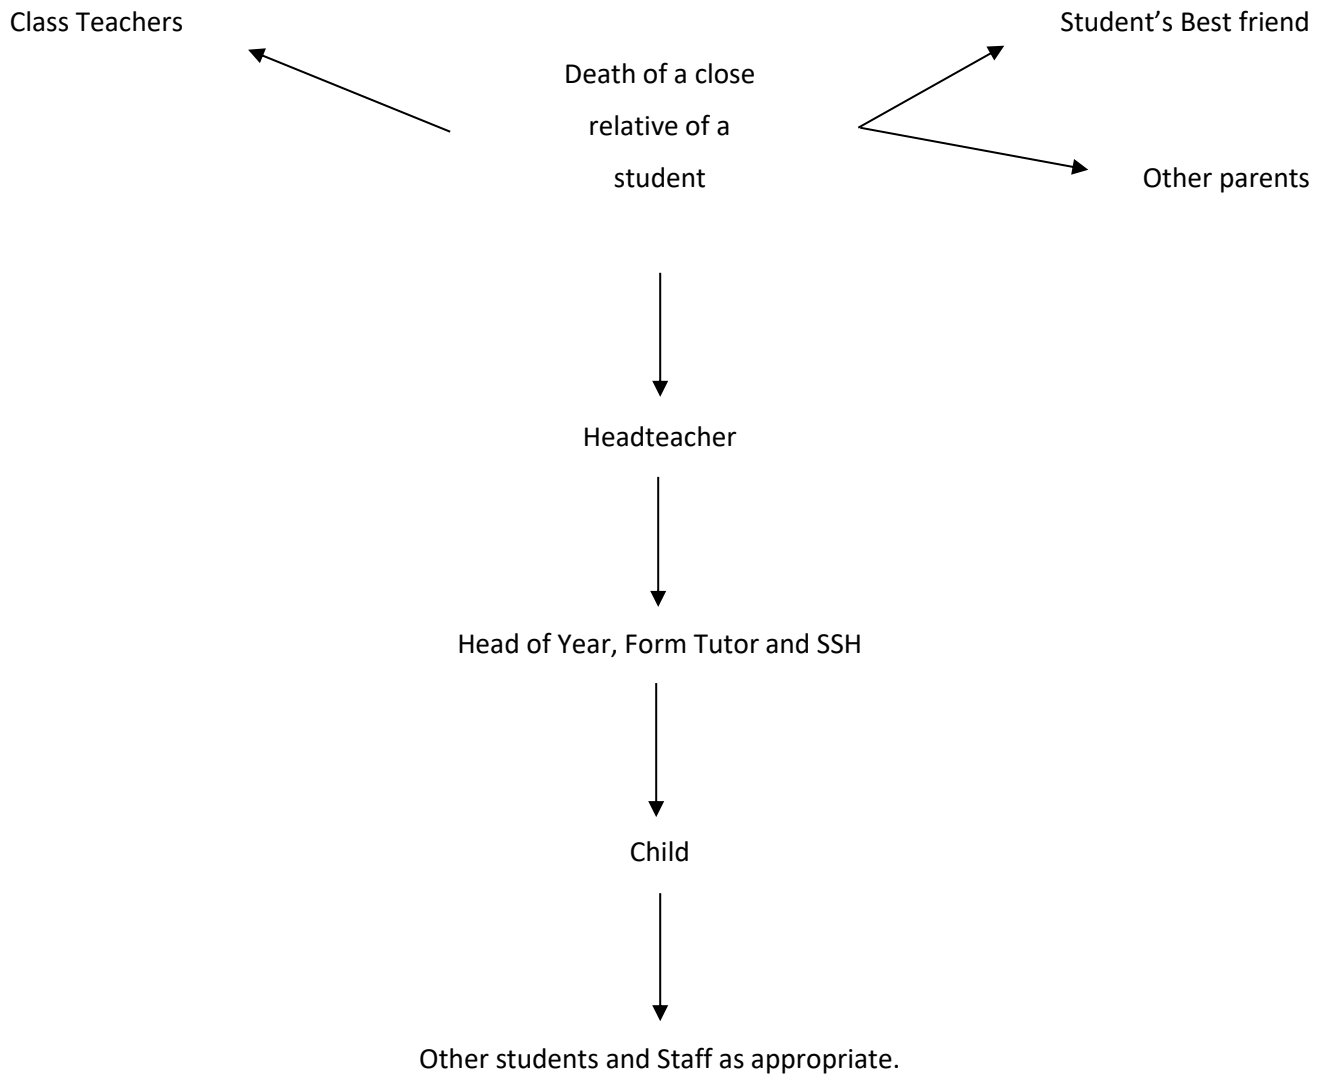 Class Teachers
Student’s Best friend
Death of a close
relative of a
student
Other parents
Headteacher
Head of Year, Form Tutor and SSH
Child
Other students and Staff as appropriate.